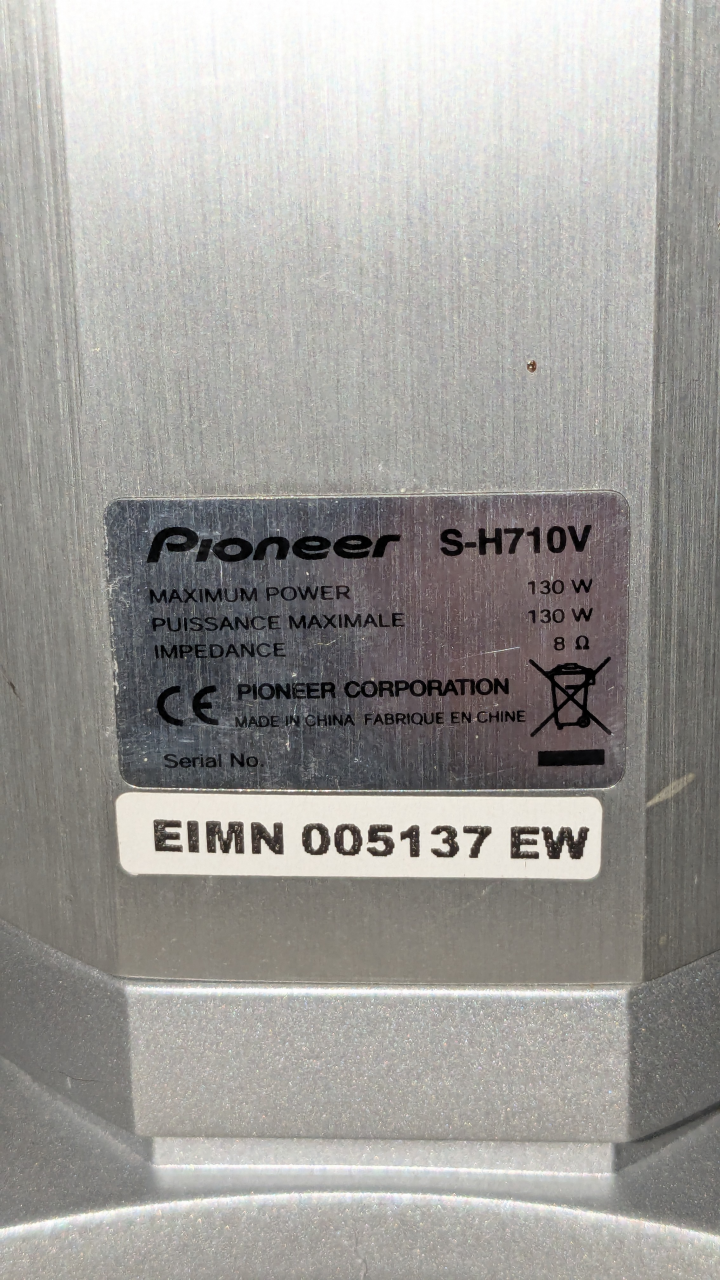 Pioneer S-H710V
MAXIMUM POWER 130 W
PUISSANCE MAXIMALE 130 W
IMPEDANCE 8 Ω
CE PIONEER CORPORATION
MADE IN CHINA FABRIQUE EN CHINE
Serial No.
EIMN 005137 EW